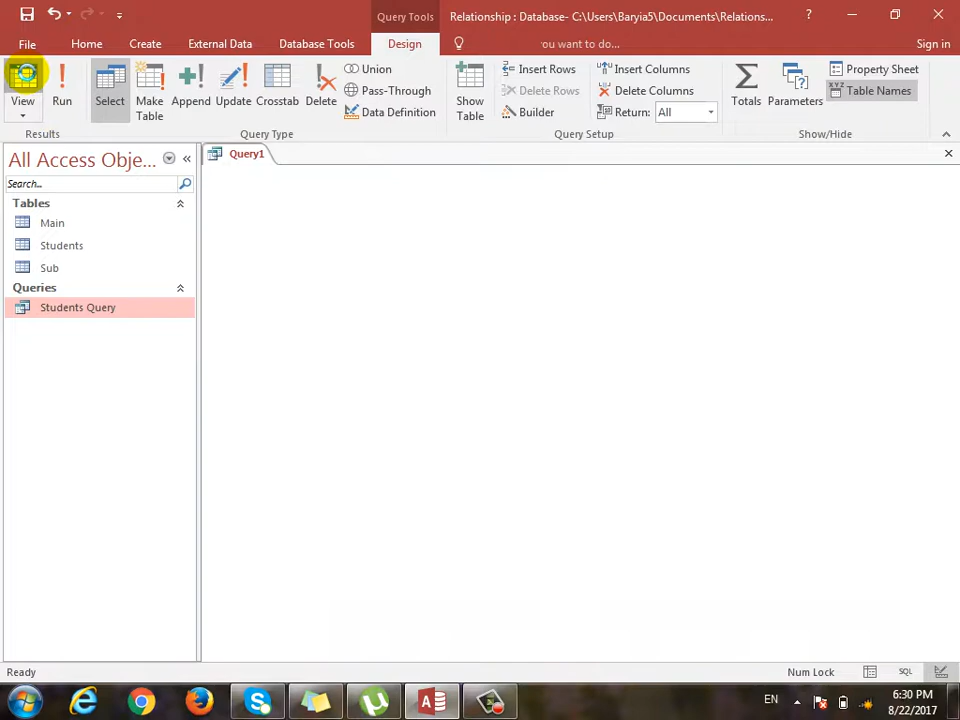 Query Tools
Relationship : Database- C:\Users\Baryia5\Documents\Relations...
?
File
Home
Create
External Data
Database Tools
Design
you want to do...
Sign in
View
Run
Select
Make Table
Append
Update
Crosstab
Delete
Union
Pass-Through
Data Definition
Show Table
Insert Rows
Delete Rows
Builder
Insert Columns
Delete Columns
Return: All
Totals
Parameters
Property Sheet
Table Names
Results
Query Type
Query Setup
Show/Hide
All Access Obje...
Query1
Search...
Tables
Main
Students
Sub
Queries
Students Query
Ready
Num Lock
SQL
EN
6:30 PM
8/22/2017